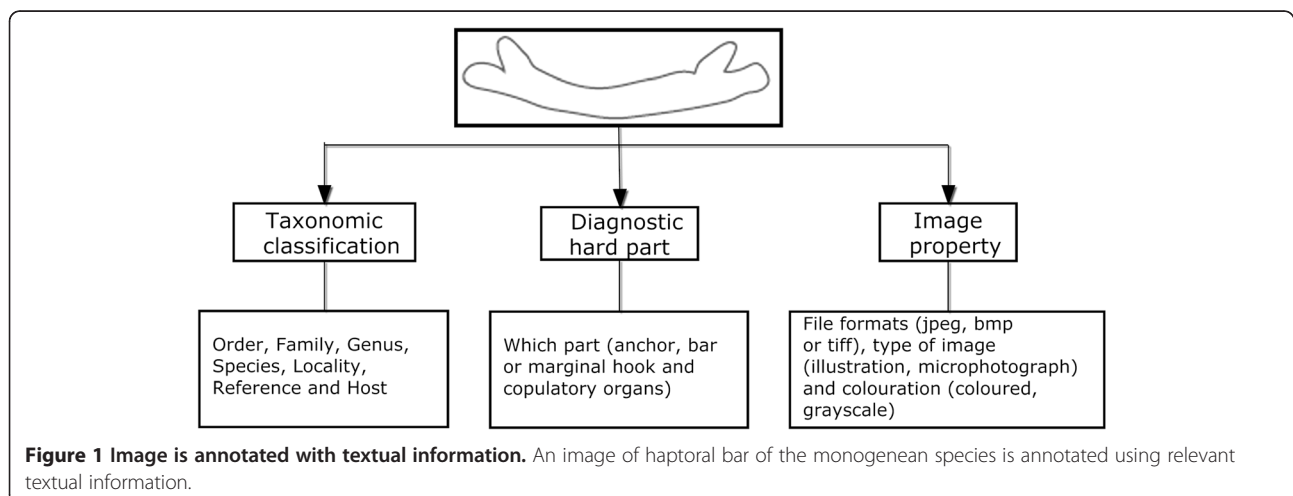 Taxonomic
classification
Diagnostic
hard part
Image
property
Order, Family, Genus,
Species, Locality,
Reference and Host
Which part (anchor, bar
or marginal hook and
copulatory organs)
File formats (jpeg, bmp
or tiff), type of image
(illustration, microphotograph)
and colouration (coloured,
grayscale)
Figure 1 Image is annotated with textual information. An image of haptoral bar of the monogenean species is annotated using relevant
textual information.